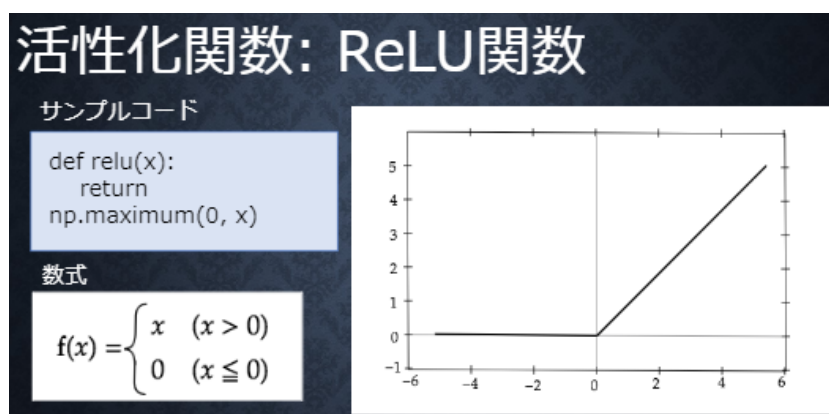 活性化関数: ReLU関数
サンプルコード
def relu(x):
return
np.maximum(0, x)
数式
f(x) = { x (x > 0)
0 (x ≦ 0)
5
4
3
2
1
0
−1
−6 −4 −2 0 2 4 6